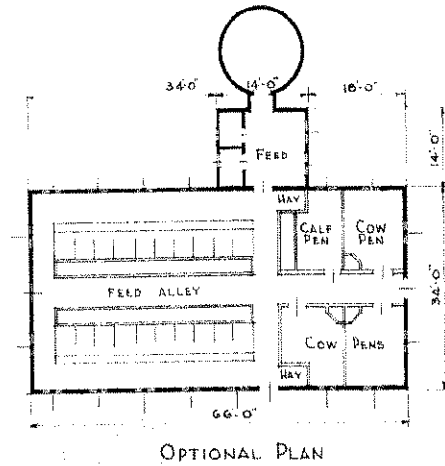 34'-0" 14'-0" 18'-0"
14'-0"
FEED
HAY
CALF
PEN
COW
PEN
FEED ALLEY
34'-0"
COW PENS
HAY
66'-0"
OPTIONAL PLAN